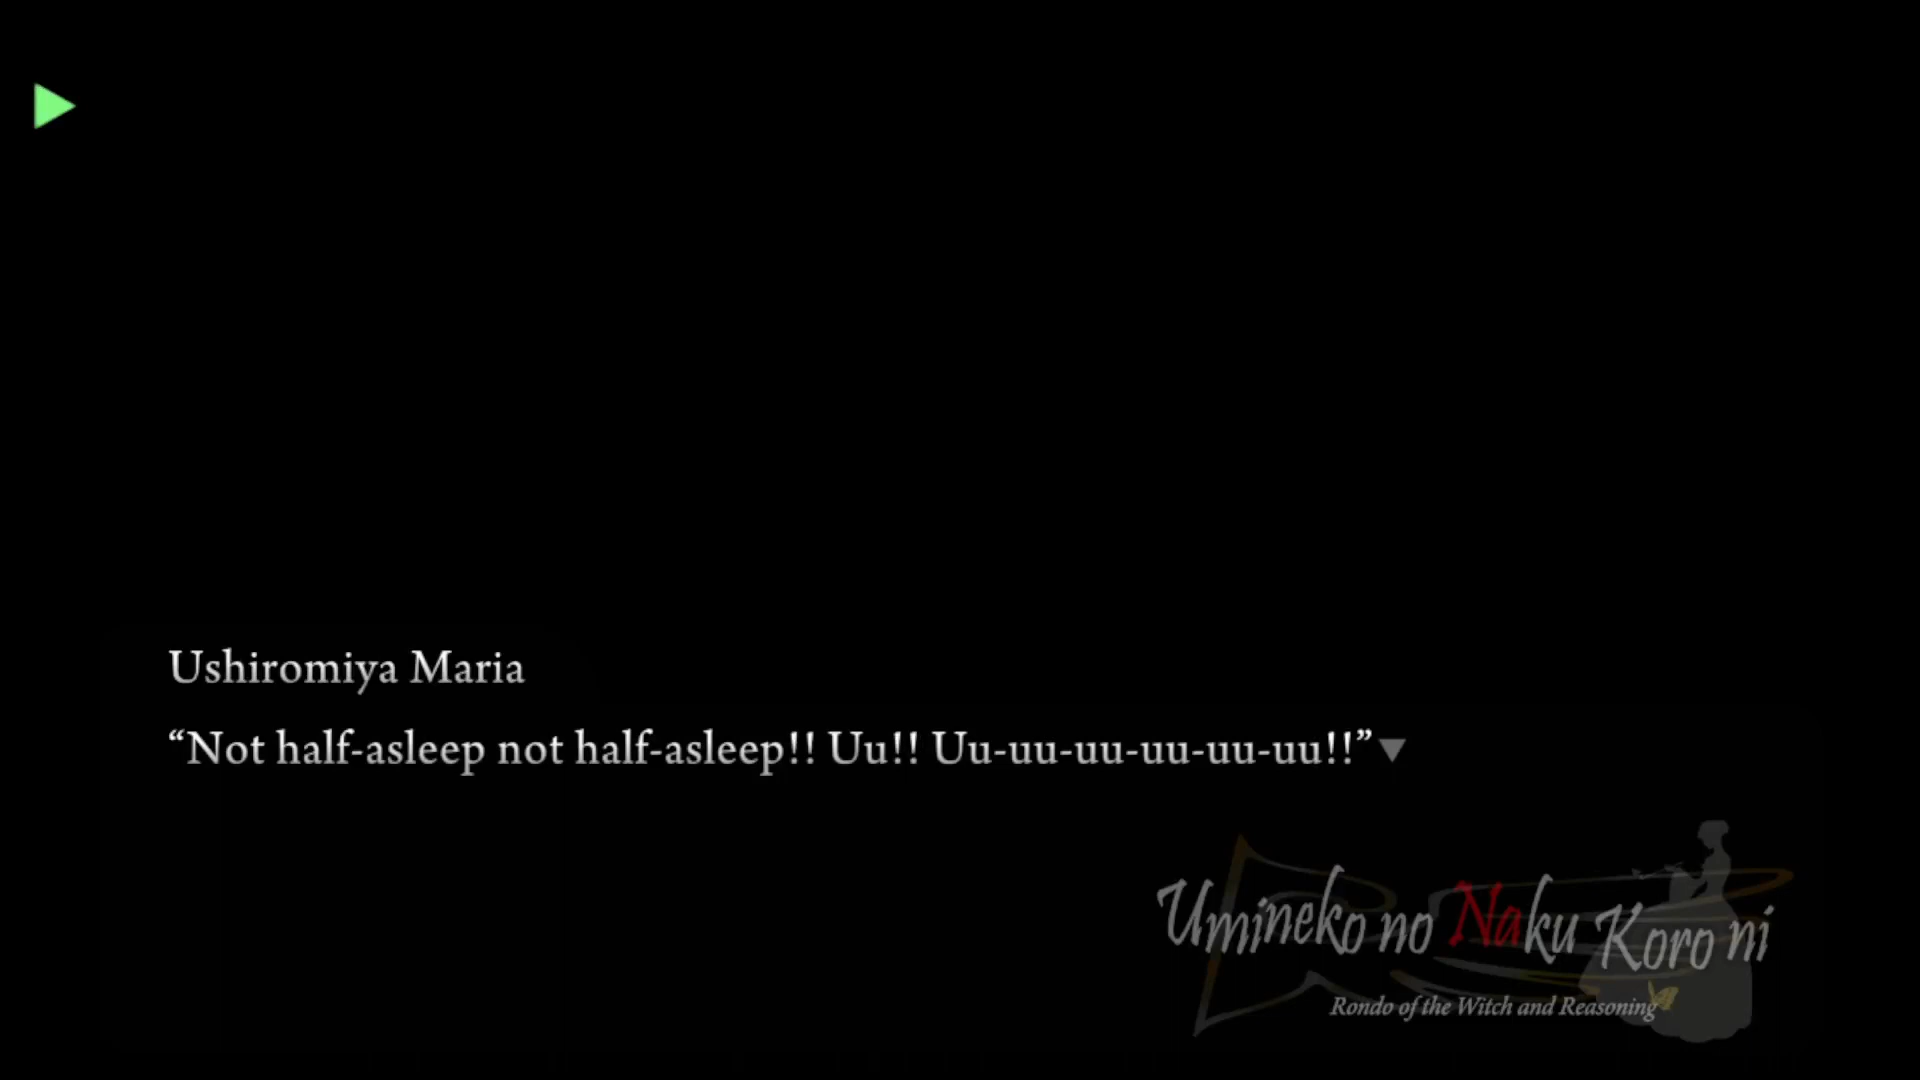 Ushiromiya Maria
“Not half-asleep not half-asleep!! Uu!! Uu-uu-uu-uu-uu-uu!!”
Umineko no Naku Koro ni
Rondo of the Witch and Reasoning